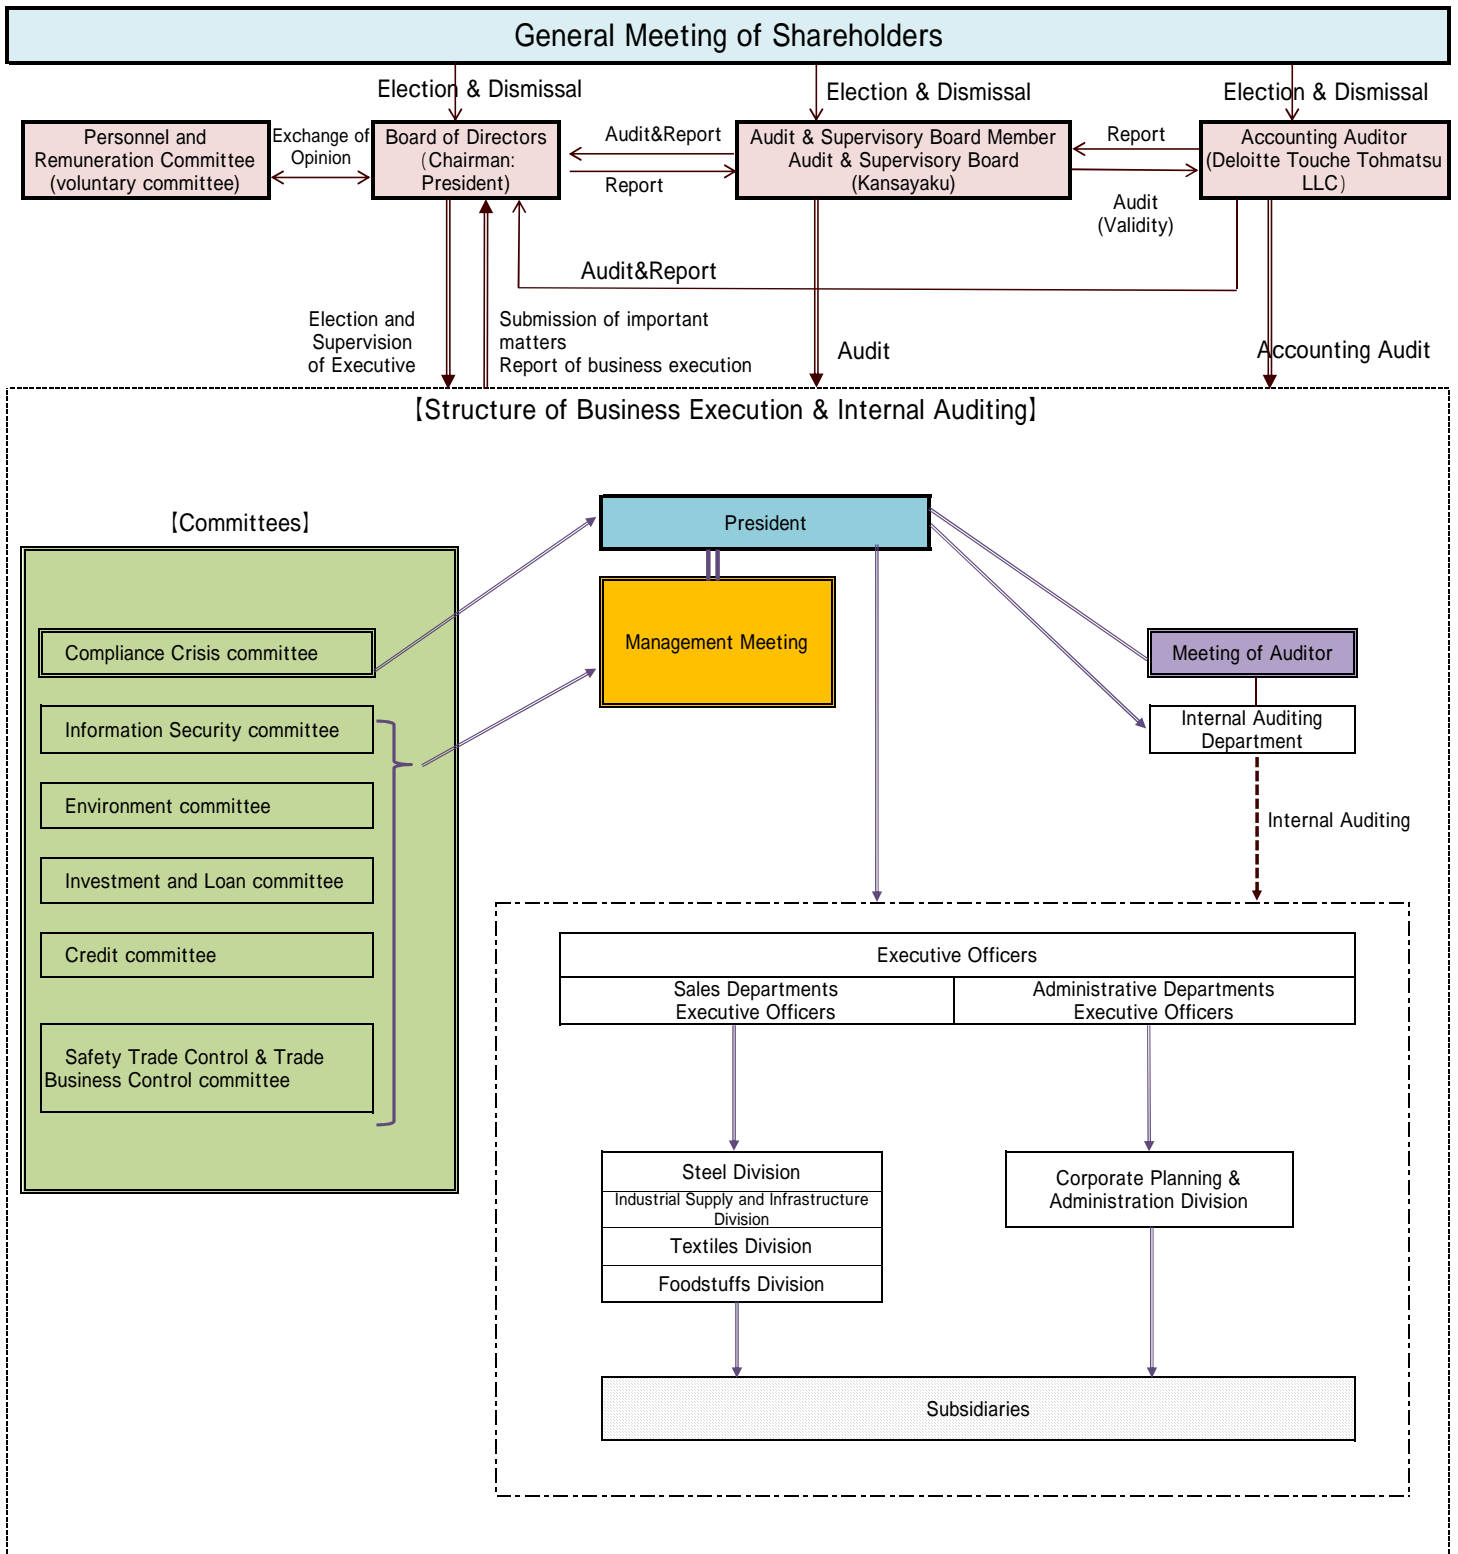 General Meeting of Shareholders
Election & Dismissal
Election & Dismissal
Election & Dismissal
Personnel and
Remuneration Committee
(voluntary committee)
Exchange of
Opinion
Board of Directors
（Chairman:
President)
Audit&Report
Report
Audit & Supervisory Board Member
Audit & Supervisory Board
(Kansayaku)
Report
Audit
(Validity)
Accounting Auditor
(Deloitte Touche Tohmatsu
LLC）
Audit&Report
Election and
Supervision
of Executive
Submission of important
matters
Report of business execution
Audit
Accounting Audit
【Structure of Business Execution & Internal Auditing】
【Committees】
President
Management Meeting
Compliance Crisis committee
Information Security committee
Environment committee
Investment and Loan committee
Credit committee
Safety Trade Control & Trade
Business Control committee
Meeting of Auditor
Internal Auditing
Department
Internal Auditing
Executive Officers
Sales Departments
Executive Officers
Administrative Departments
Executive Officers
Steel Division
Industrial Supply and Infrastructure
Division
Textiles Division
Foodstuffs Division
Corporate Planning &
Administration Division
Subsidiaries